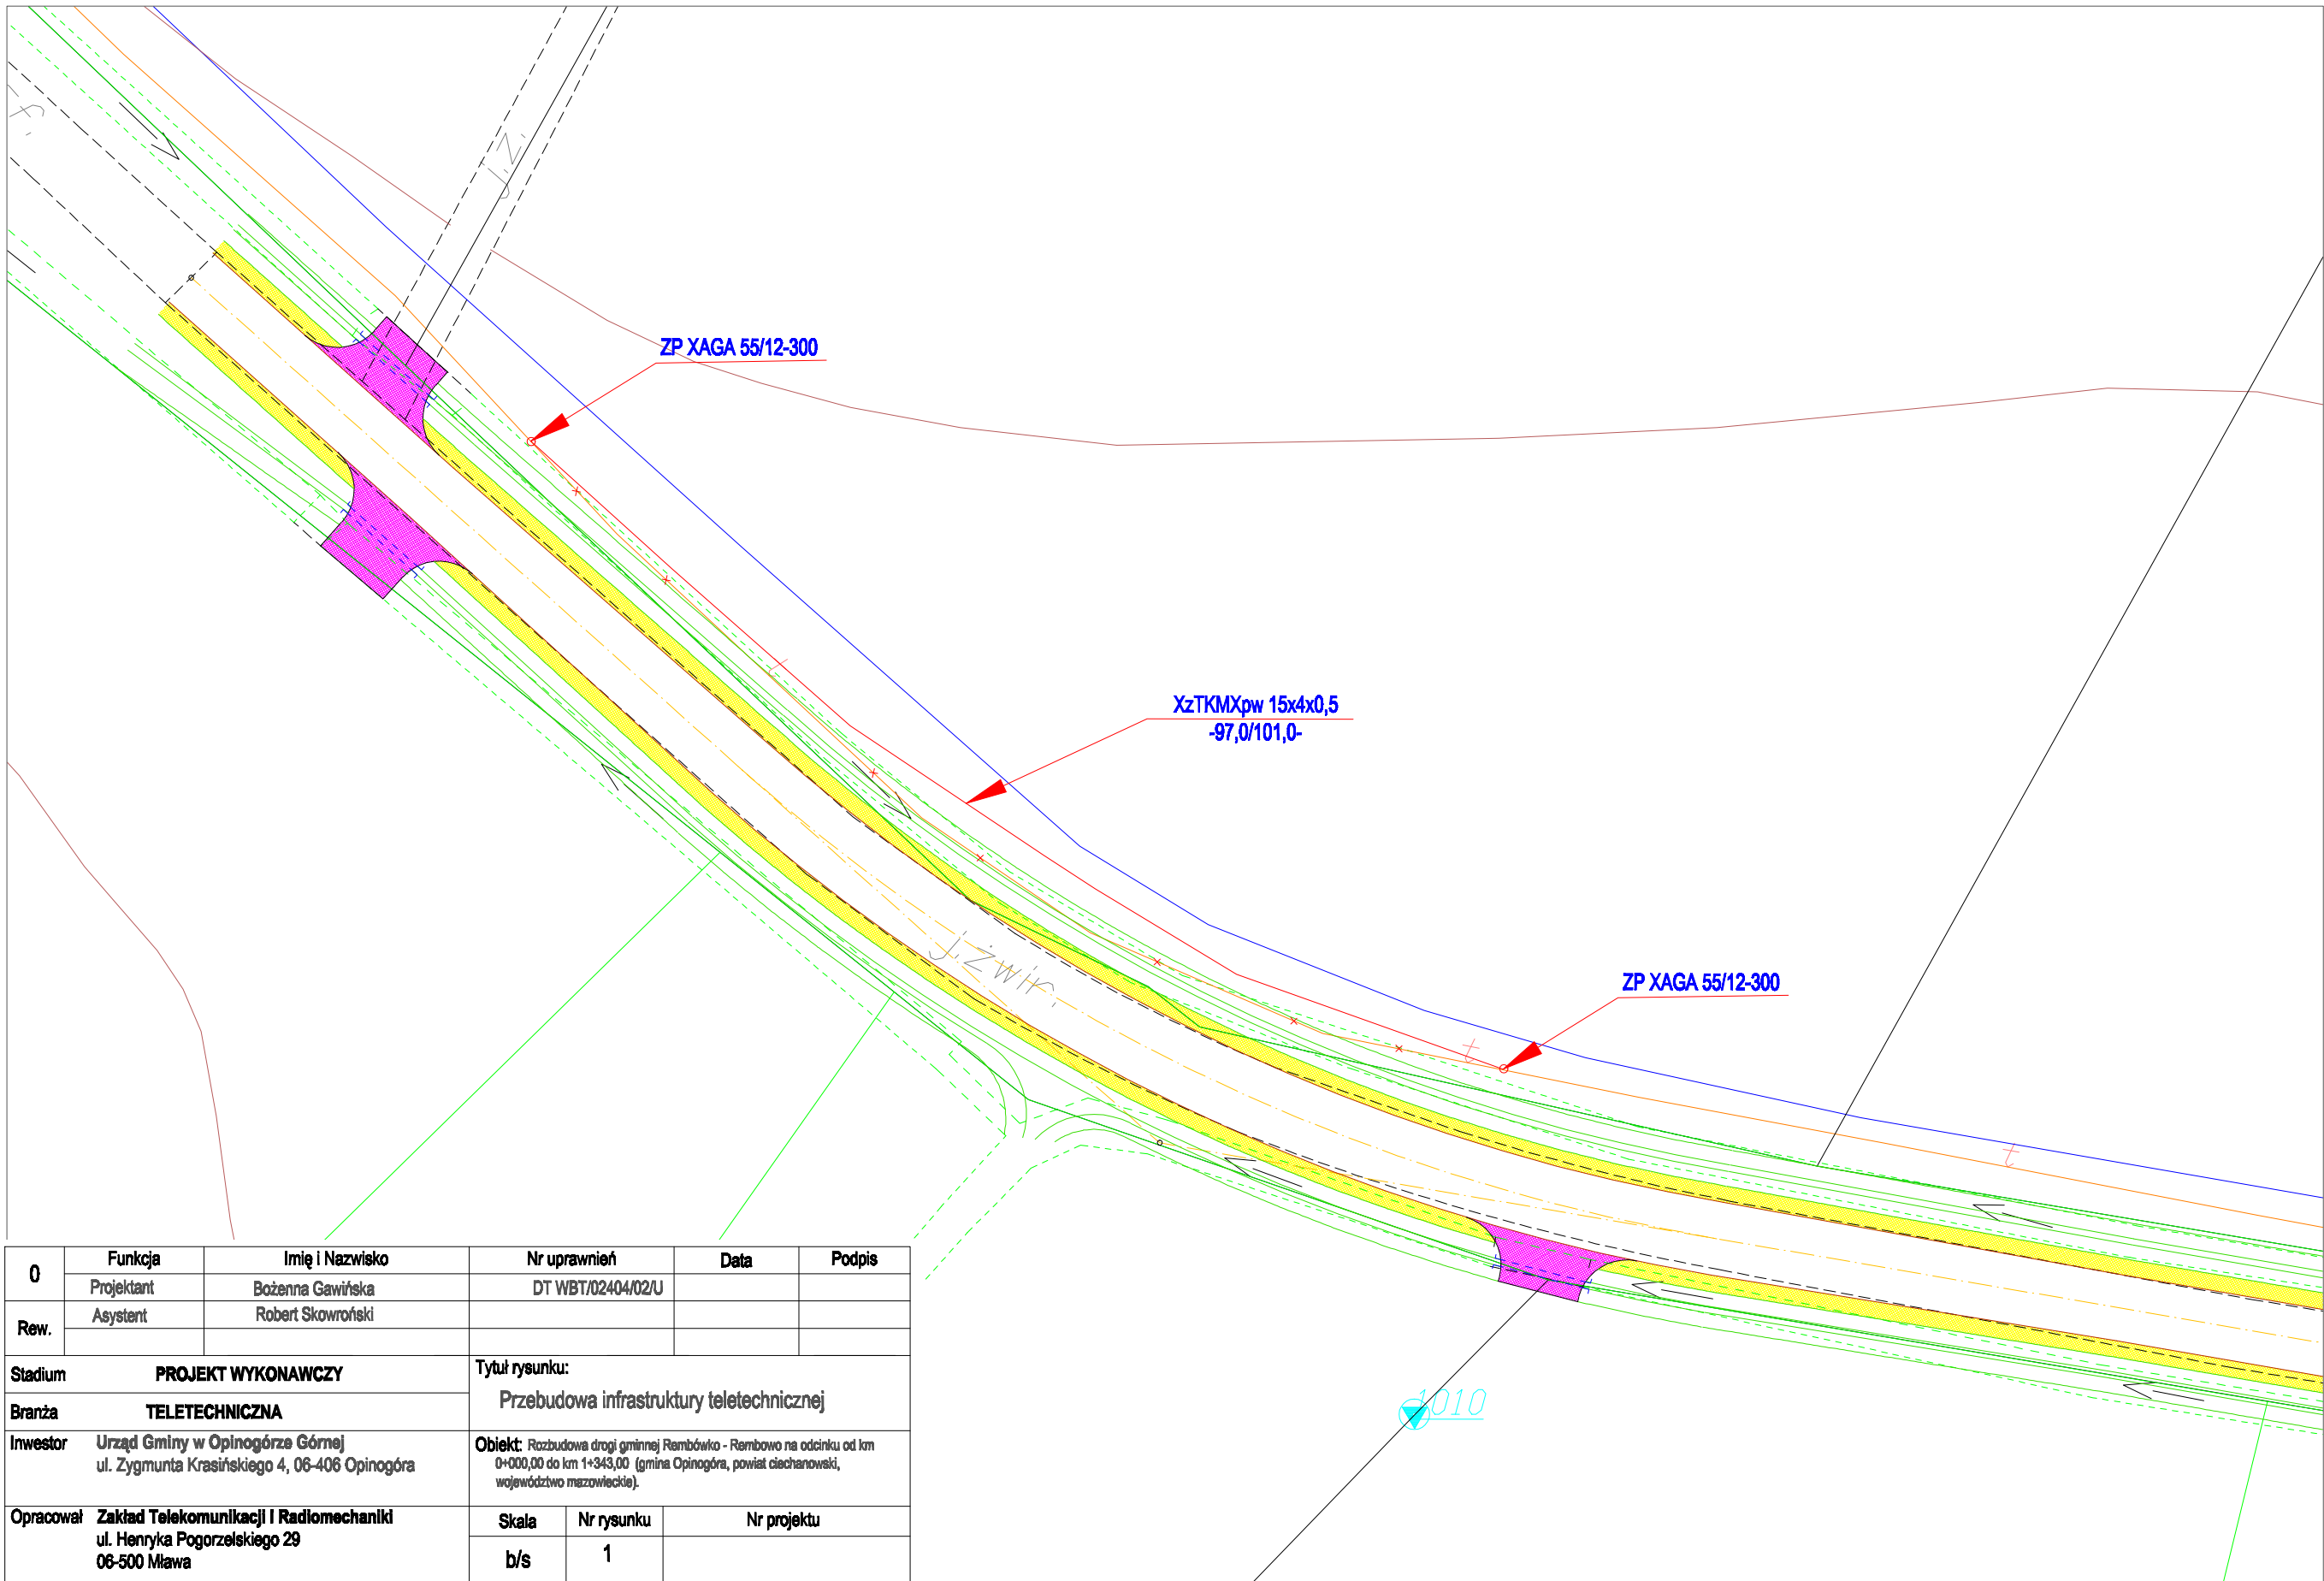 j.ż.
ZP XAGA 55/12-300
XzTKMXpw 15x4x0,5
-97,0/101,0-
j.żwir.
ZP XAGA 55/12-300
t
t
t
1010
0 Funkcja Imię i Nazwisko Nr uprawnień Data Podpis
Projektant Bożenna Gawińska DT WBT/02404/02/U
Rew. Asystent Robert Skowroński
Stadium PROJEKT WYKONAWCZY
Branża TELETECHNICZNA
Tytuł rysunku:
Przebudowa infrastruktury teletechnicznej
Inwestor Urząd Gminy w Opinogórze Górnej
ul. Zygmunta Krasińskiego 4, 06-406 Opinogóra
Obiekt: Rozbudowa drogi gminnej Rembówko - Rembowo na odcinku od km
0+000,00 do km 1+343,00 (gmina Opinogóra, powiat ciechanowski,
województwo mazowieckie).
Opracował Zakład Telekomunikacji i Radiomechaniki
ul. Henryka Pogorzelskiego 29
06-500 Mława
Skala Nr rysunku Nr projektu
b/s 1